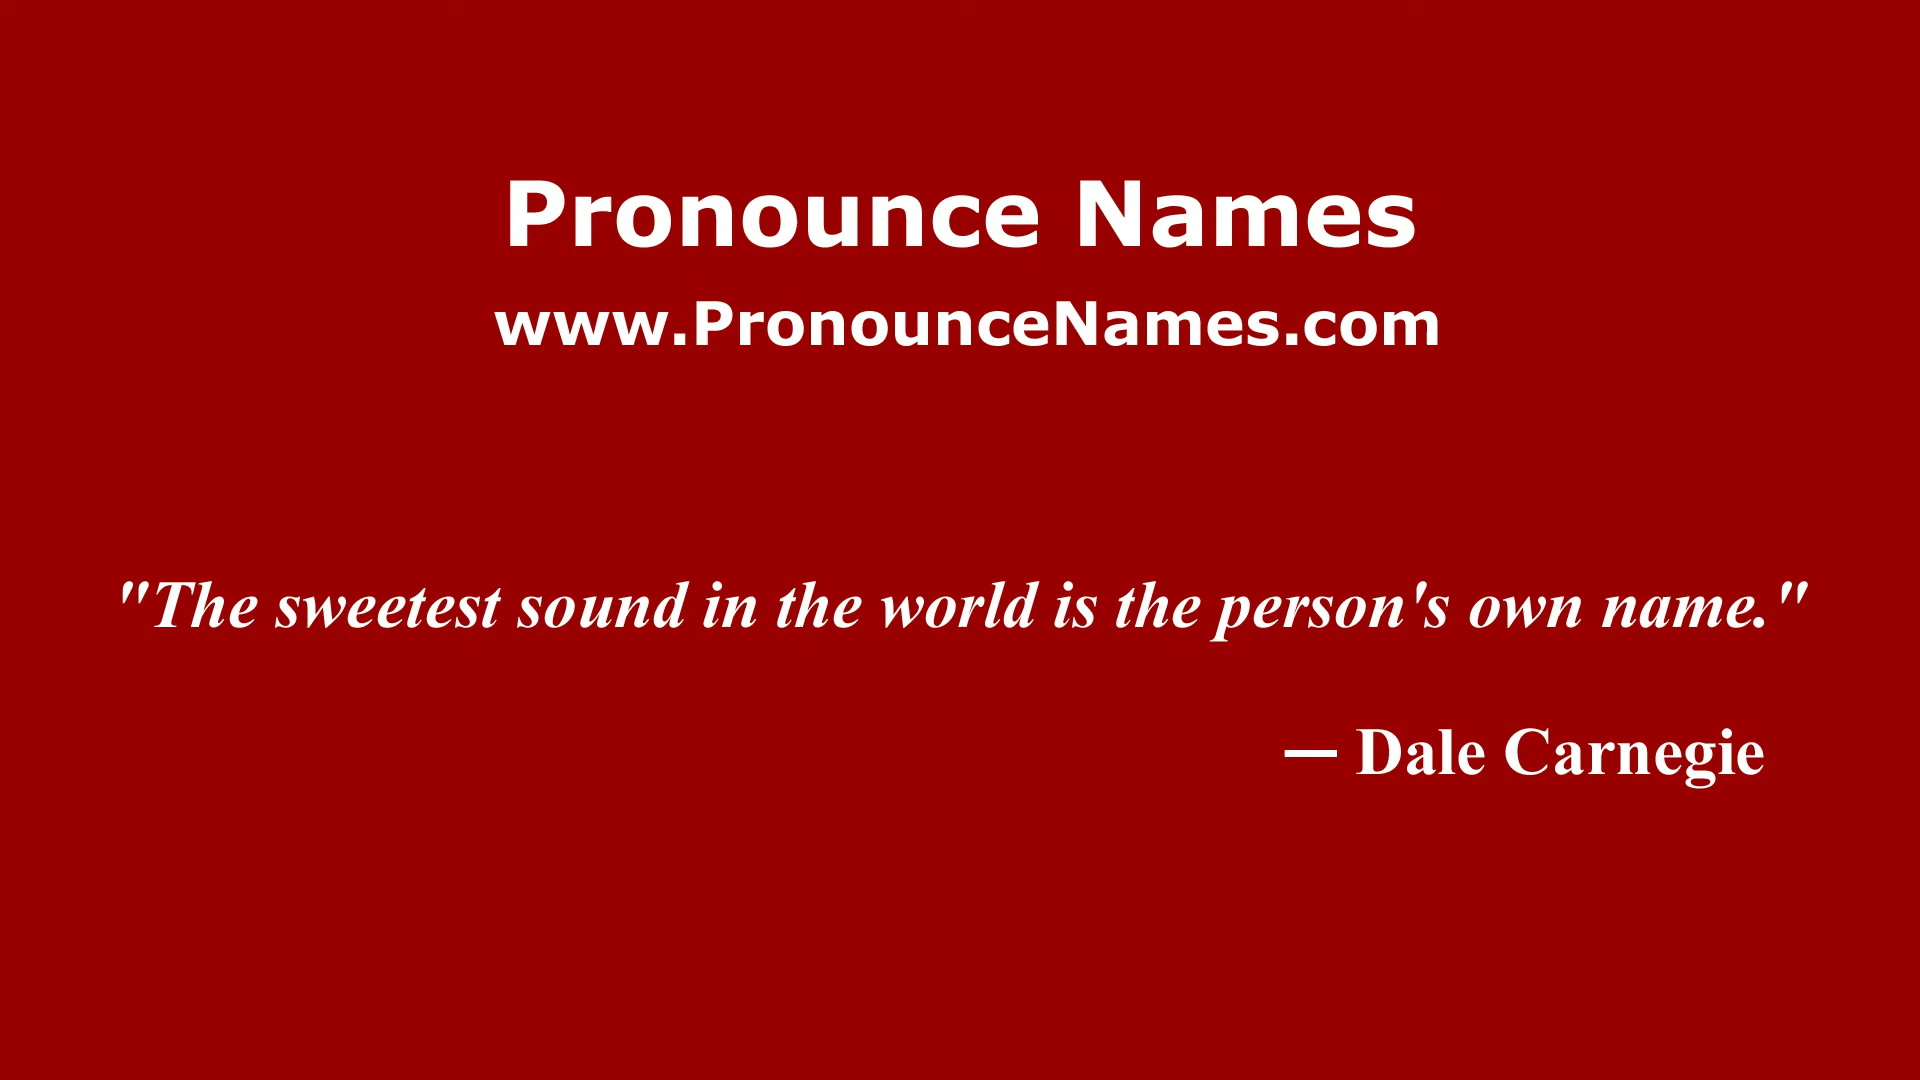 Pronounce Names
www.PronounceNames.com
"The sweetest sound in the world is the person's own name."
— Dale Carnegie